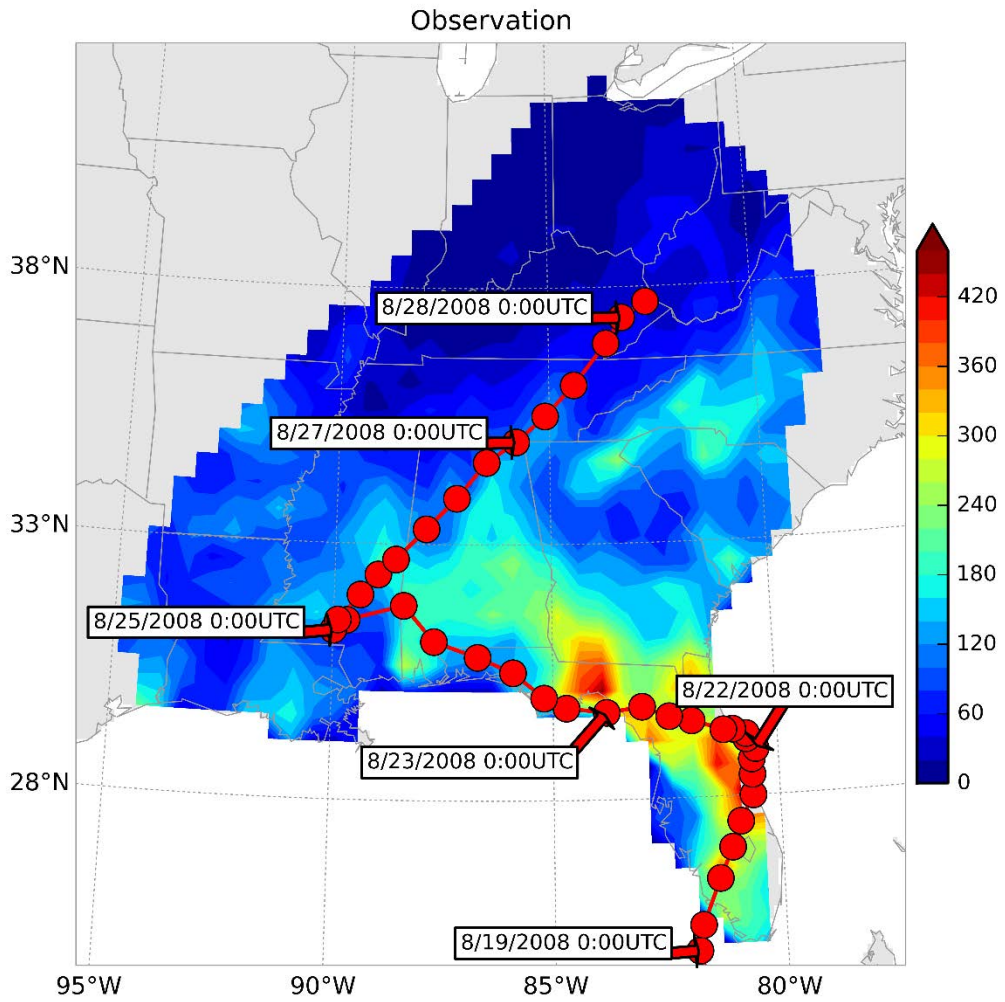 Observation
38°N
33°N
28°N
95°W
90°W
85°W
80°W
8/28/2008 0:00UTC
8/27/2008 0:00UTC
8/25/2008 0:00UTC
8/22/2008 0:00UTC
8/23/2008 0:00UTC
8/19/2008 0:00UTC
420
360
300
240
180
120
60
0